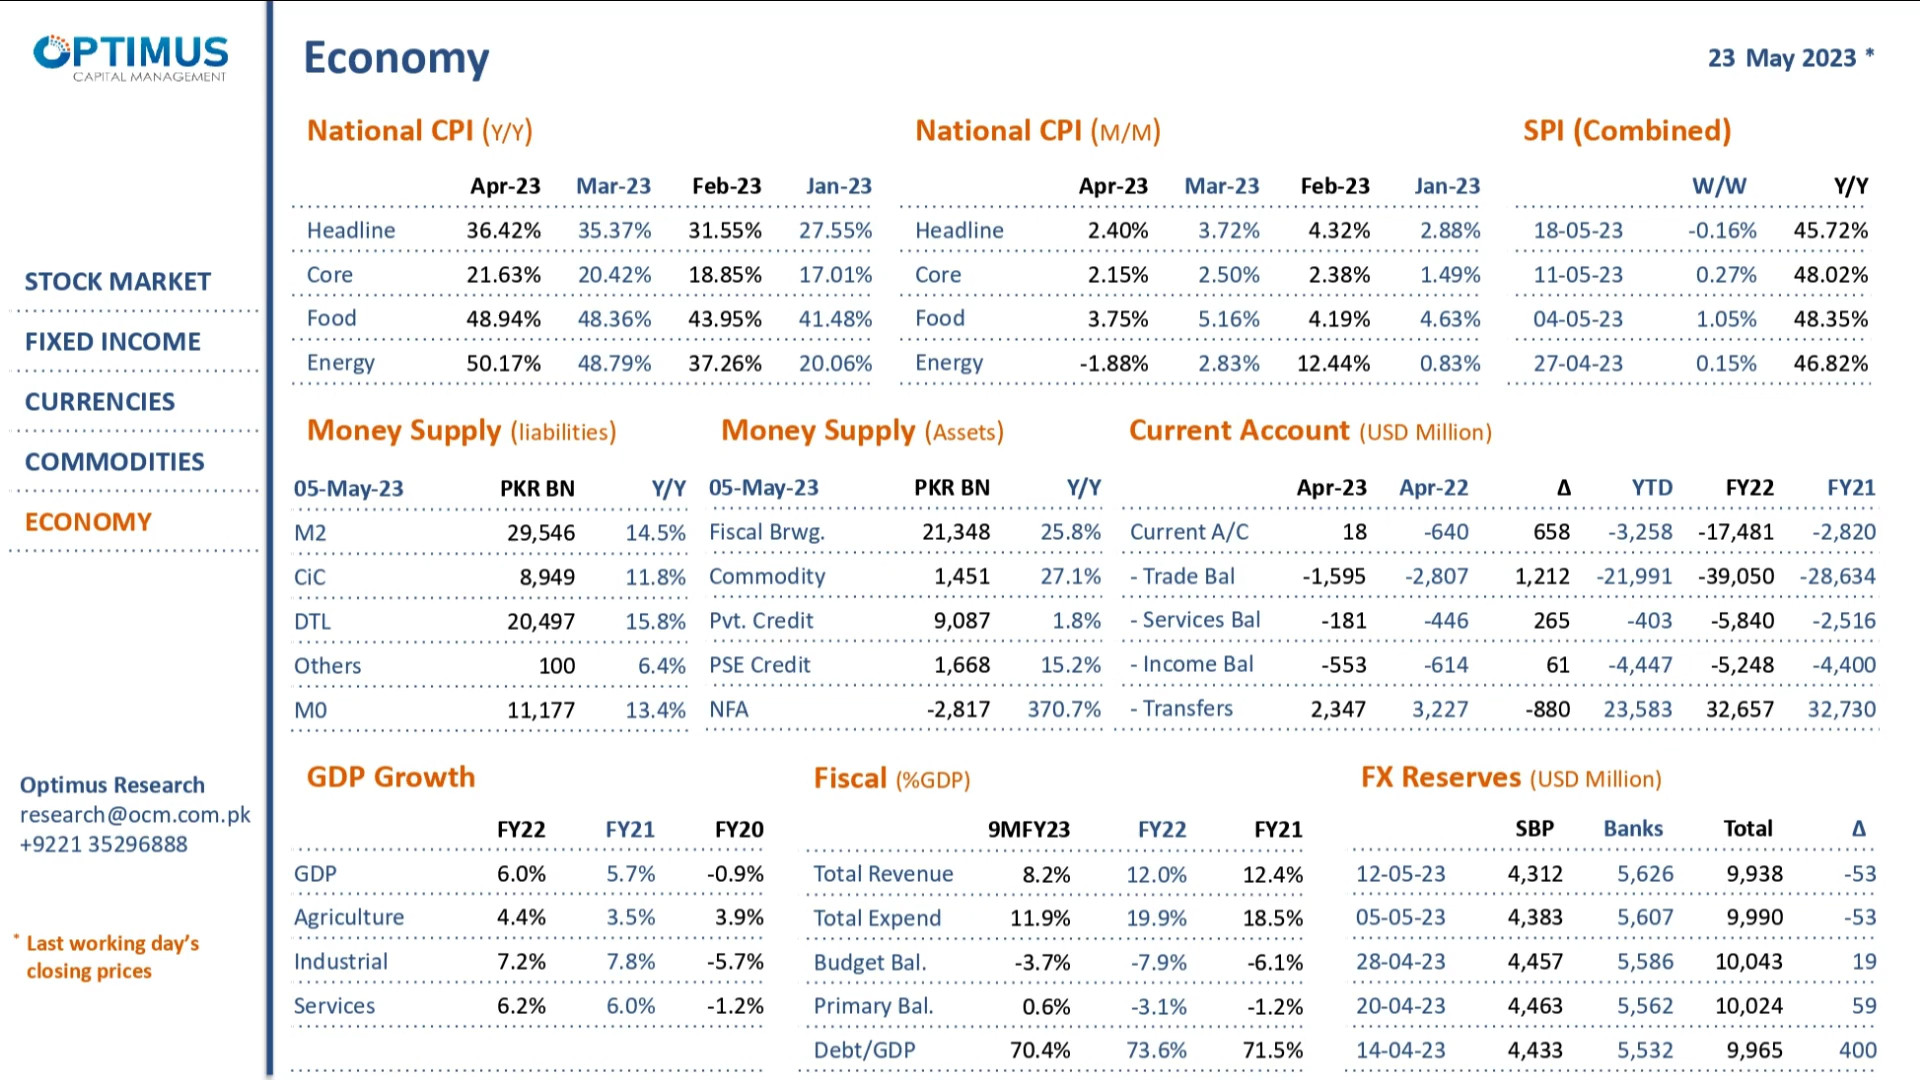 OPTIMUS
CAPITAL MANAGEMENT
STOCK MARKET
FIXED INCOME
CURRENCIES
COMMODITIES
ECONOMY
Optimus Research
research@ocm.com.pk
+9221 35296888
* Last working day's
closing prices
Economy
23 May 2023 *
National CPI (Y/Y)
Apr-23 Mar-23 Feb-23 Jan-23
Headline 36.42% 35.37% 31.55% 27.55%
Core 21.63% 20.42% 18.85% 17.01%
Food 48.94% 48.36% 43.95% 41.48%
Energy 50.17% 48.79% 37.26% 20.06%
National CPI (M/M)
Apr-23 Mar-23 Feb-23 Jan-23
Headline 2.40% 3.72% 4.32% 2.88%
Core 2.15% 2.50% 2.38% 1.49%
Food 3.75% 5.16% 4.19% 4.63%
Energy -1.88% 2.83% 12.44% 0.83%
SPI (Combined)
W/W Y/Y
18-05-23 -0.16% 45.72%
11-05-23 0.27% 48.02%
04-05-23 1.05% 48.35%
27-04-23 0.15% 46.82%
Money Supply (liabilities)
05-May-23 PKR BN Y/Y
M2 29,546 14.5%
CiC 8,949 11.8%
DTL 20,497 15.8%
Others 100 6.4%
M0 11,177 13.4%
Money Supply (Assets)
05-May-23 PKR BN Y/Y
Fiscal Brwg. 21,348 25.8%
Commodity 1,451 27.1%
Pvt. Credit 9,087 1.8%
PSE Credit 1,668 15.2%
NFA -2,817 370.7%
Current Account (USD Million)
Apr-23 Apr-22 Δ YTD FY22 FY21
Current A/C 18 -640 658 -3,258 -17,481 -2,820
- Trade Bal -1,595 -2,807 1,212 -21,991 -39,050 -28,634
- Services Bal -181 -446 265 -403 -5,840 -2,516
- Income Bal -553 -614 61 -4,447 -5,248 -4,400
- Transfers 2,347 3,227 -880 23,583 32,657 32,730
GDP Growth
FY22 FY21 FY20
GDP 6.0% 5.7% -0.9%
Agriculture 4.4% 3.5% 3.9%
Industrial 7.2% 7.8% -5.7%
Services 6.2% 6.0% -1.2%
Fiscal (%GDP)
9MFY23 FY22 FY21
Total Revenue 8.2% 12.0% 12.4%
Total Expend 11.9% 19.9% 18.5%
Budget Bal. -3.7% -7.9% -6.1%
Primary Bal. 0.6% -3.1% -1.2%
Debt/GDP 70.4% 73.6% 71.5%
FX Reserves (USD Million)
SBP Banks Total Δ
12-05-23 4,312 5,626 9,938 -53
05-05-23 4,383 5,607 9,990 -53
28-04-23 4,457 5,586 10,043 19
20-04-23 4,463 5,562 10,024 59
14-04-23 4,433 5,532 9,965 400